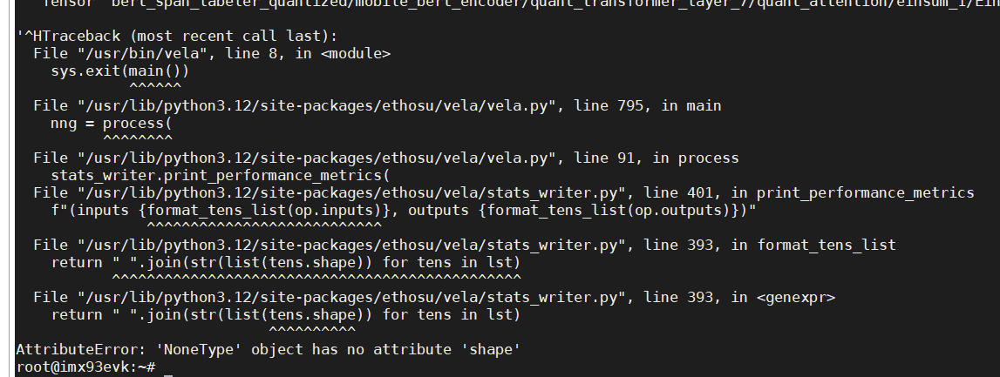 Tensor 'bert_span_labeler_quantized/mobile_bert_encoder/quant_transformer_layer_7/quant_attention/einsum_1/Ein
'^HTraceback (most recent call last):
  File "/usr/bin/vela", line 8, in <module>
    sys.exit(main())
             ^^^^^^
  File "/usr/lib/python3.12/site-packages/ethosu/vela/vela.py", line 795, in main
    nng = process(
          ^^^^^^^^
  File "/usr/lib/python3.12/site-packages/ethosu/vela/vela.py", line 91, in process
    stats_writer.print_performance_metrics(
  File "/usr/lib/python3.12/site-packages/ethosu/vela/stats_writer.py", line 401, in print_performance_metrics
    f"(inputs {format_tens_list(op.inputs)}, outputs {format_tens_list(op.outputs)})"
               ^^^^^^^^^^^^^^^^^^^^^^^^^^^
  File "/usr/lib/python3.12/site-packages/ethosu/vela/stats_writer.py", line 393, in format_tens_list
    return " ".join(str(list(tens.shape)) for tens in lst)
           ^^^^^^^^^^^^^^^^^^^^^^^^^^^^^^^^^^^^^^^^^^^^^^^
  File "/usr/lib/python3.12/site-packages/ethosu/vela/stats_writer.py", line 393, in <genexpr>
    return " ".join(str(list(tens.shape)) for tens in lst)
                             ^^^^^^^^^^
AttributeError: 'NoneType' object has no attribute 'shape'
root@imx93evk:~#